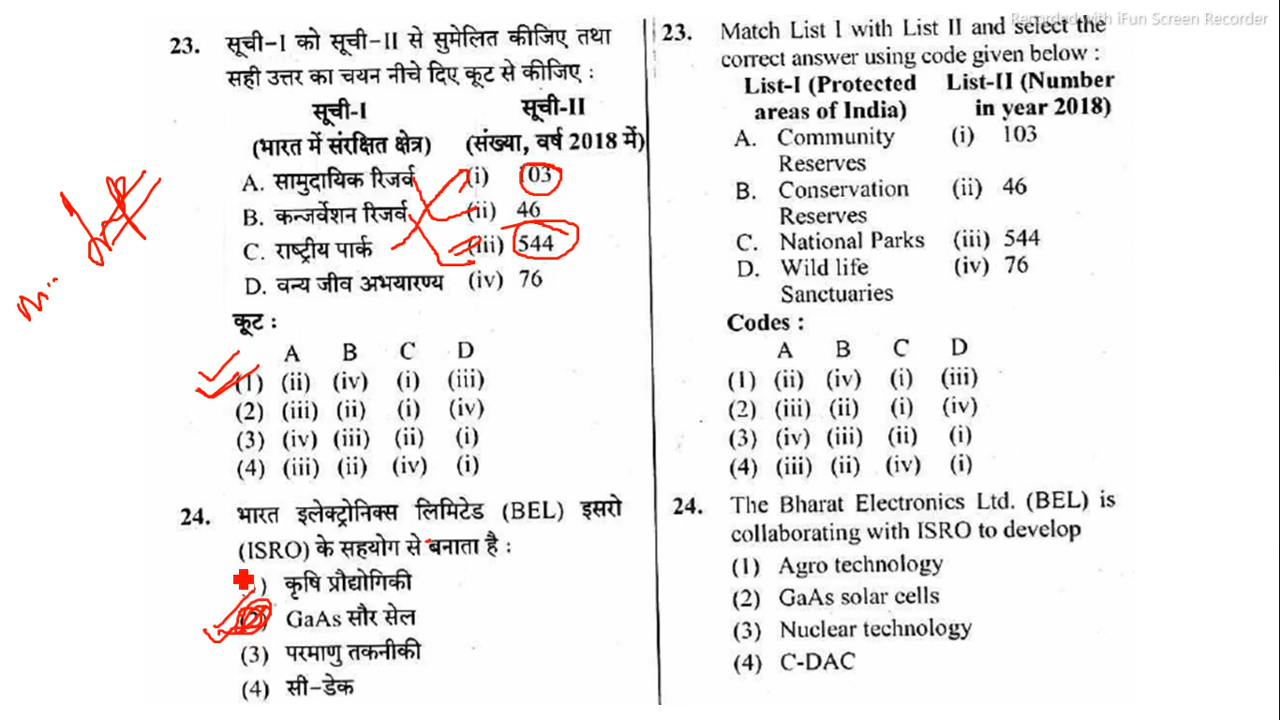 Recorded with iFun Screen Recorder
23. सूची-I को सूची-II से सुमेलित कीजिए तथा
सही उत्तर का चयन नीचे दिए कूट से कीजिए :
सूची-I सूची-II
(भारत में संरक्षित क्षेत्र) (संख्या, वर्ष 2018 में)
A. सामुदायिक रिजर्व (i) 103
B. कन्जर्वेशन रिजर्व (ii) 46
C. राष्ट्रीय पार्क (iii) 544
D. वन्य जीव अभयारण्य (iv) 76
कूट :
A B C D
(1) (ii) (iv) (i) (iii)
(2) (iii) (ii) (i) (iv)
(3) (iv) (iii) (ii) (i)
(4) (iii) (ii) (iv) (i)
24. भारत इलेक्ट्रोनिक्स लिमिटेड (BEL) इसरो
(ISRO) के सहयोग से बनाता है :
) कृषि प्रौद्योगिकी
(2) GaAs सौर सेल
(3) परमाणु तकनीकी
(4) सी-डेक
23. Match List I with List II and select the
correct answer using code given below :
List-I (Protected List-II (Number
areas of India) in year 2018)
A. Community (i) 103
Reserves
B. Conservation (ii) 46
Reserves
C. National Parks (iii) 544
D. Wild life (iv) 76
Sanctuaries
Codes :
A B C D
(1) (ii) (iv) (i) (iii)
(2) (iii) (ii) (i) (iv)
(3) (iv) (iii) (ii) (i)
(4) (iii) (ii) (iv) (i)
24. The Bharat Electronics Ltd. (BEL) is
collaborating with ISRO to develop
(1) Agro technology
(2) GaAs solar cells
(3) Nuclear technology
(4) C-DAC